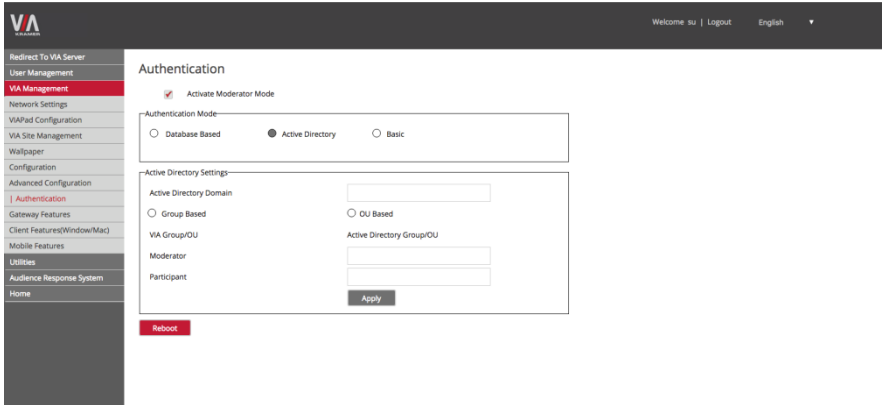 VIA
KRAMER
Welcome su | Logout English ▼
Redirect To VIA Server
User Management
VIA Management
Network Settings
VIAPad Configuration
VIA Site Management
Wallpaper
Configuration
Advanced Configuration
| Authentication
Gateway Features
Client Features(Window/Mac)
Mobile Features
Utilities
Audience Response System
Home
Authentication
Activate Moderator Mode
Authentication Mode
Database Based Active Directory Basic
Active Directory Settings
Active Directory Domain
Group Based OU Based
VIA Group/OU Active Directory Group/OU
Moderator
Participant
Apply
Reboot